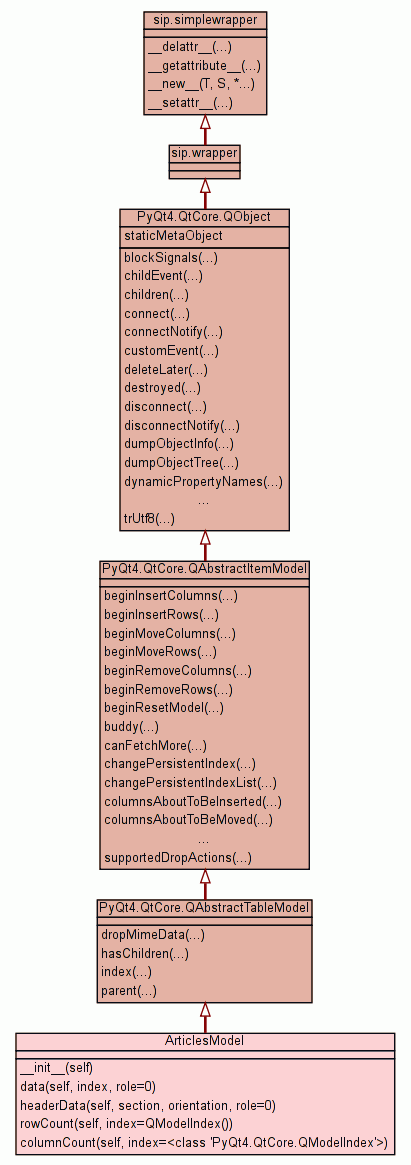 sip.simplewrapper
__delattr__(...)
__getattribute__(...)
__new__(T, S, *...)
__setattr__(...)
sip.wrapper
PyQt4.QtCore.QObject
staticMetaObject
blockSignals(...)
childEvent(...)
children(...)
connect(...)
connectNotify(...)
customEvent(...)
deleteLater(...)
destroyed(...)
disconnect(...)
disconnectNotify(...)
dumpObjectInfo(...)
dumpObjectTree(...)
dynamicPropertyNames(...)
...
trUtf8(...)
PyQt4.QtCore.QAbstractItemModel
beginInsertColumns(...)
beginInsertRows(...)
beginMoveColumns(...)
beginMoveRows(...)
beginRemoveColumns(...)
beginRemoveRows(...)
beginResetModel(...)
buddy(...)
canFetchMore(...)
changePersistentIndex(...)
changePersistentIndexList(...)
columnsAboutToBeInserted(...)
columnsAboutToBeMoved(...)
...
supportedDropActions(...)
PyQt4.QtCore.QAbstractTableModel
dropMimeData(...)
hasChildren(...)
index(...)
parent(...)
ArticlesModel
__init__(self)
data(self, index, role=0)
headerData(self, section, orientation, role=0)
rowCount(self, index=QModelIndex())
columnCount(self, index=<class 'PyQt4.QtCore.QModelIndex'>)